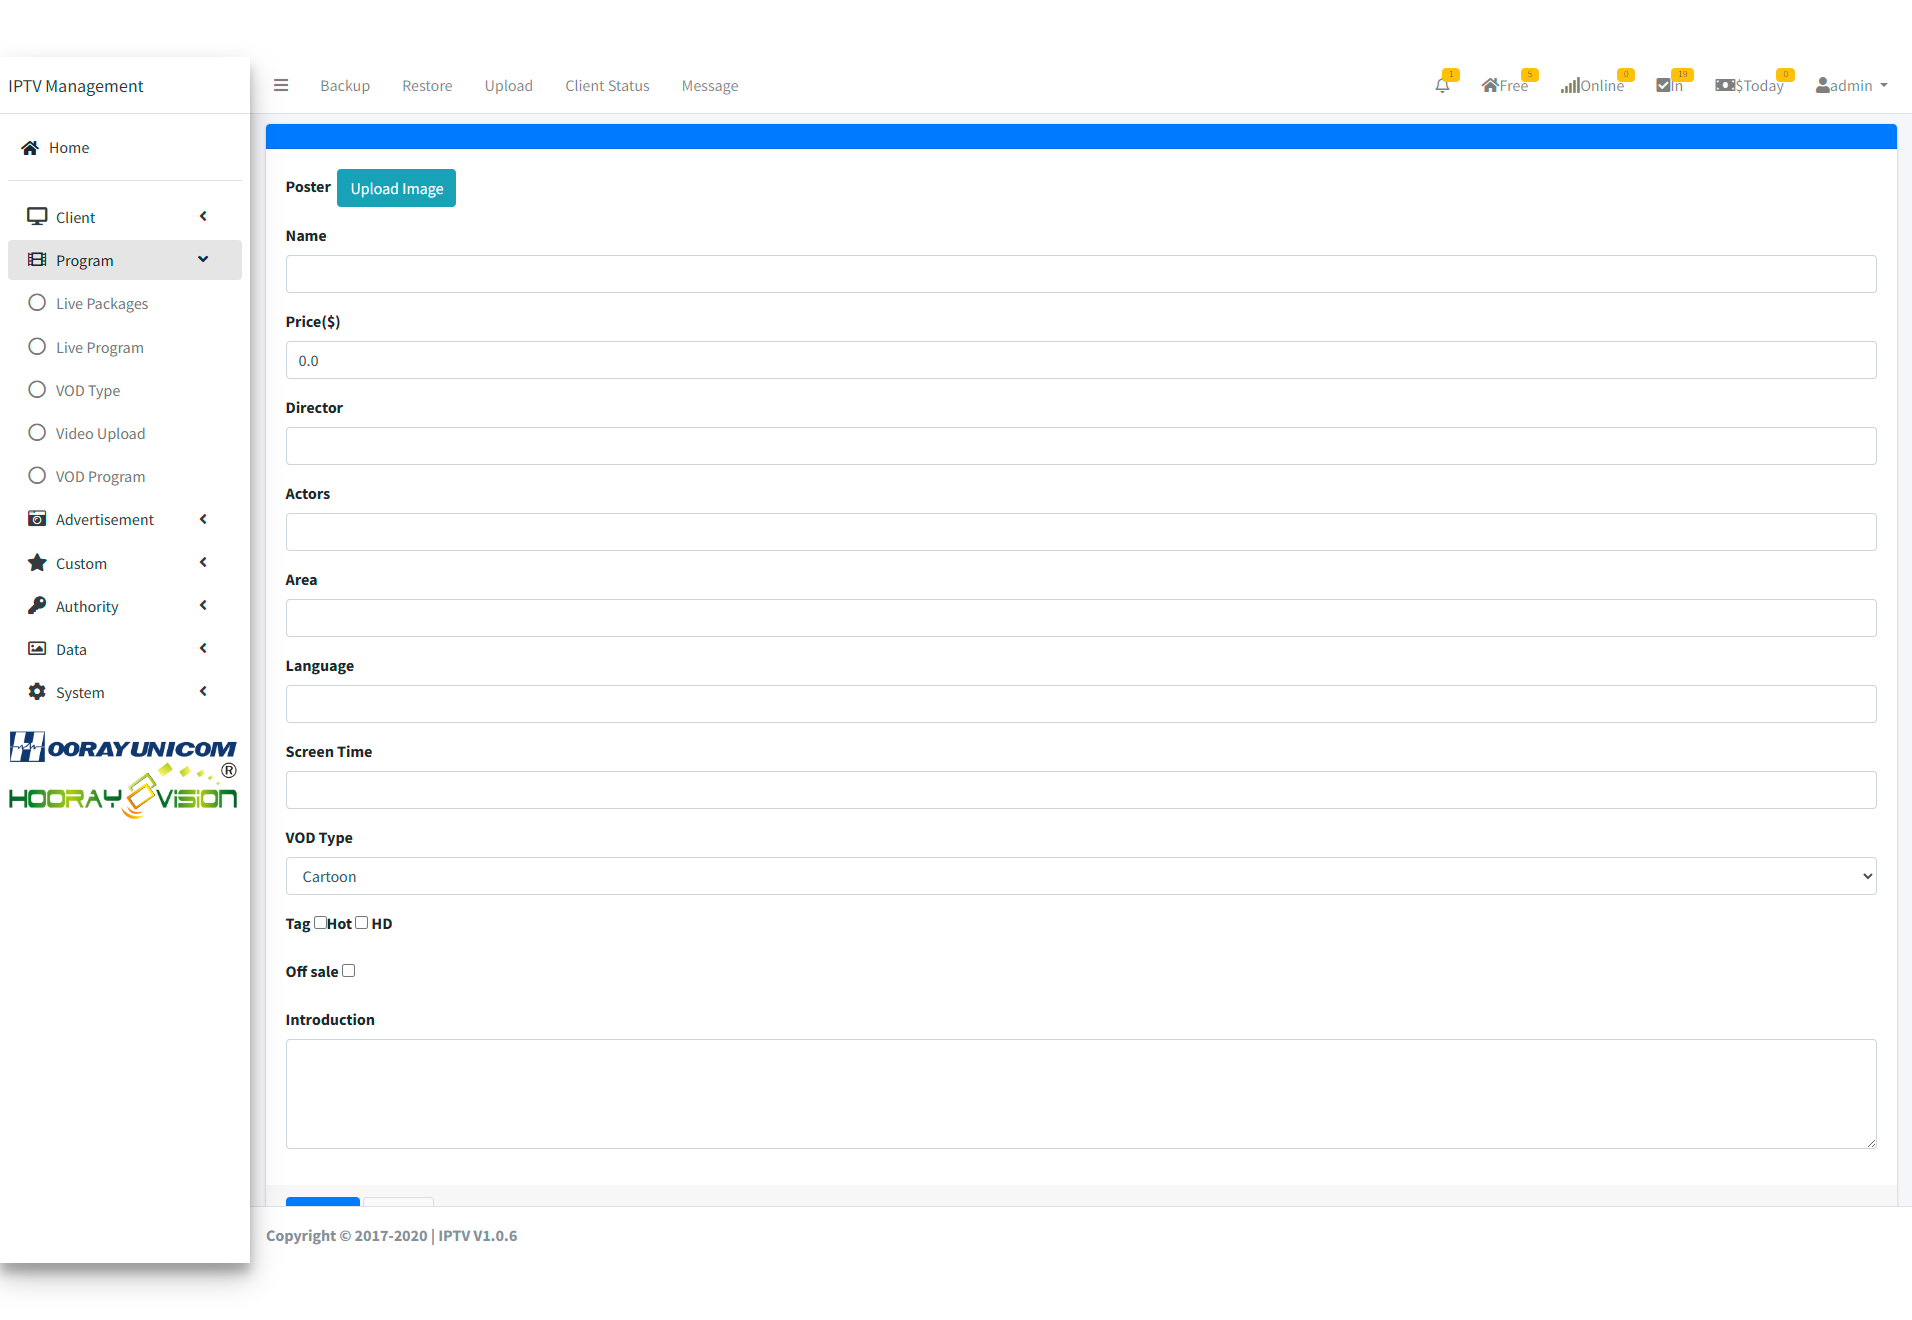 IPTV Management
Backup Restore Upload Client Status Message
1
Free 5
Online 0
In 19
$Today 0
admin
Home
Client
Program
Live Packages
Live Program
VOD Type
Video Upload
VOD Program
Advertisement
Custom
Authority
Data
System
HOORAYUNICOM
HOORAY VISION ®
Poster Upload Image
Name
Price($)
0.0
Director
Actors
Area
Language
Screen Time
VOD Type
Cartoon
Tag Hot HD
Off sale
Introduction
Copyright © 2017-2020 | IPTV V1.0.6